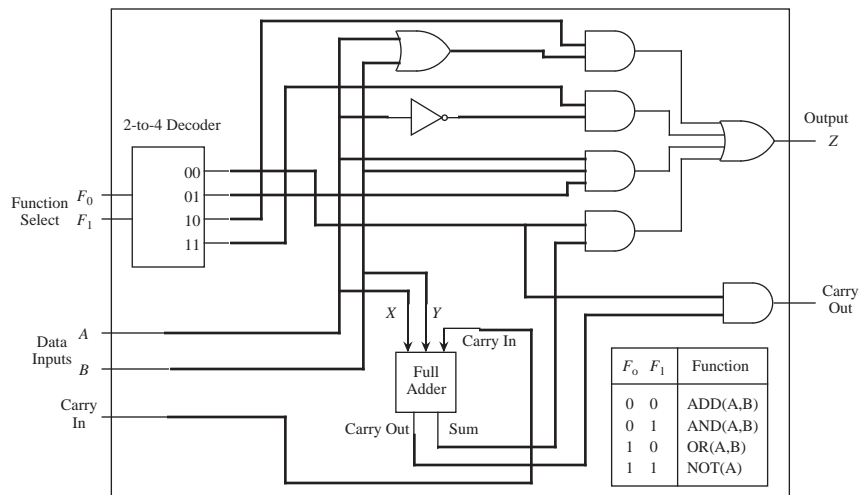 2-to-4 Decoder
00
01
10
11
Function
Select
F0
F1
Output
Z
Carry
Out
Data
Inputs
A
B
Carry
In
X
Y
Carry In
Full
Adder
Carry Out
Sum
Fo F1 Function
0 0 ADD(A,B)
0 1 AND(A,B)
1 0 OR(A,B)
1 1 NOT(A)